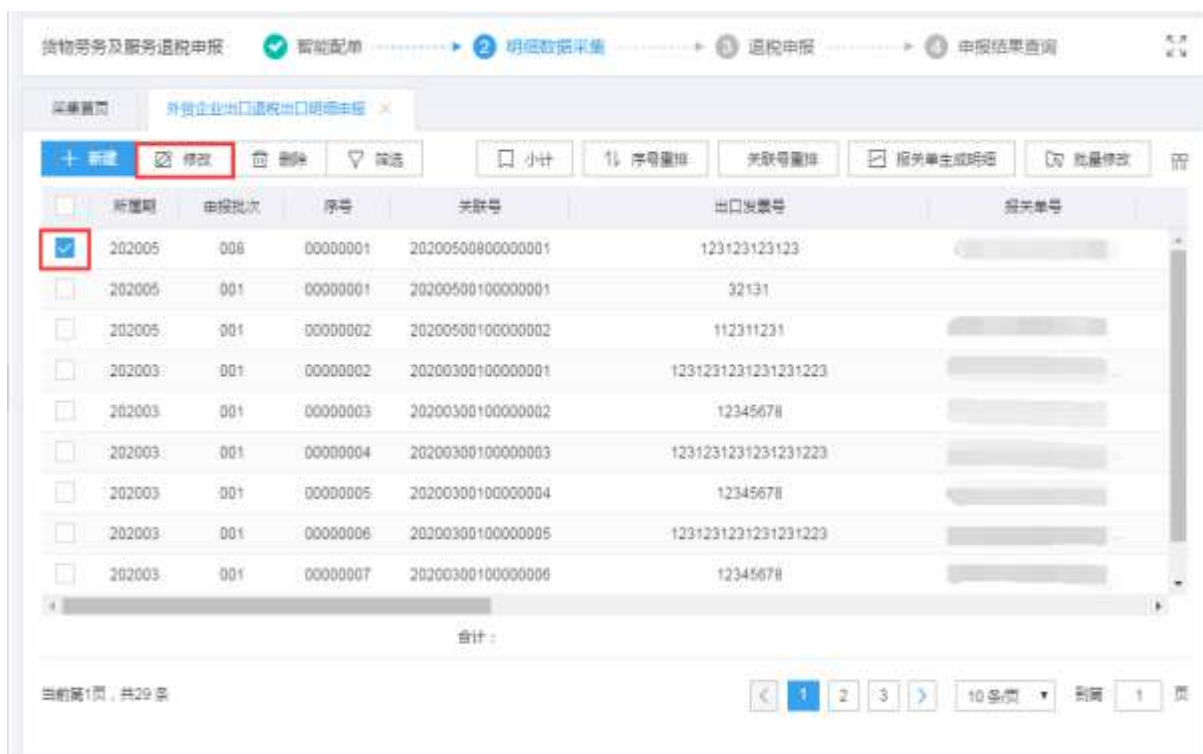 货物劳务及服务退税申报 智能配单 2 明细数据采集 3 退税申报 4 申报结果查询
采集首页 外贸企业出口退税出口明细申报 ×
新建 修改 删除 筛选 小计 序号重排 关联号重排 报关单生成明细 批量修改
所属期 申报批次 序号 关联号 出口发票号 报关单号
202005 008 00000001 20200500800000001 123123123123
202005 001 00000001 20200500100000001 32131
202005 001 00000002 20200500100000002 112311231
202003 001 00000002 20200300100000001 1231231231231231223
202003 001 00000003 20200300100000002 12345678
202003 001 00000004 20200300100000003 1231231231231231223
202003 001 00000005 20200300100000004 12345678
202003 001 00000006 20200300100000005 1231231231231231223
202003 001 00000007 20200300100000006 12345678
合计：
当前第1页，共29 条 < 1 2 3 > 10 条/页 到第 1 页